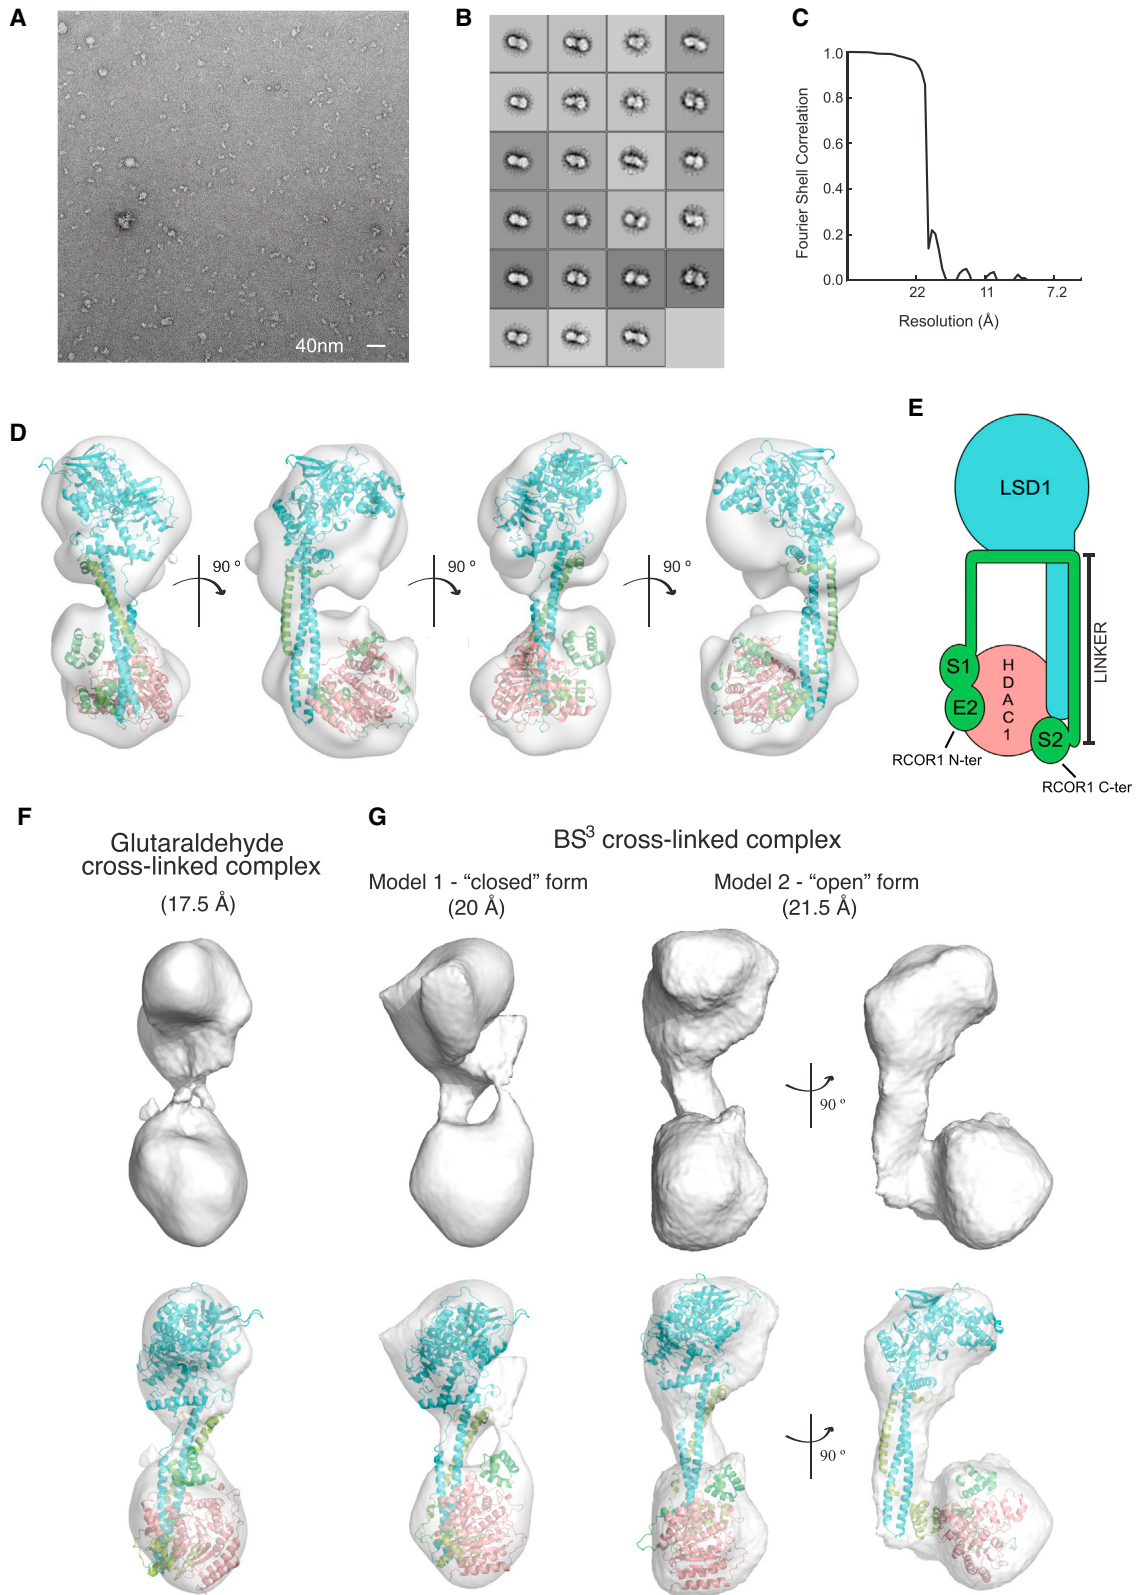 A
40nm
B
C
1.0
0.8
0.6
0.4
0.2
0.0
Fourier Shell Correlation
22
11
7.2
Resolution (Å)
D
90 º
90 º
90 º
E
LSD1
S1
E2
HDAC1
S2
LINKER
RCOR1 N-ter
RCOR1 C-ter
F
Glutaraldehyde
cross-linked complex
(17.5 Å)
G
BS³ cross-linked complex
Model 1 - “closed” form
(20 Å)
Model 2 - “open” form
(21.5 Å)
90 º
90 º